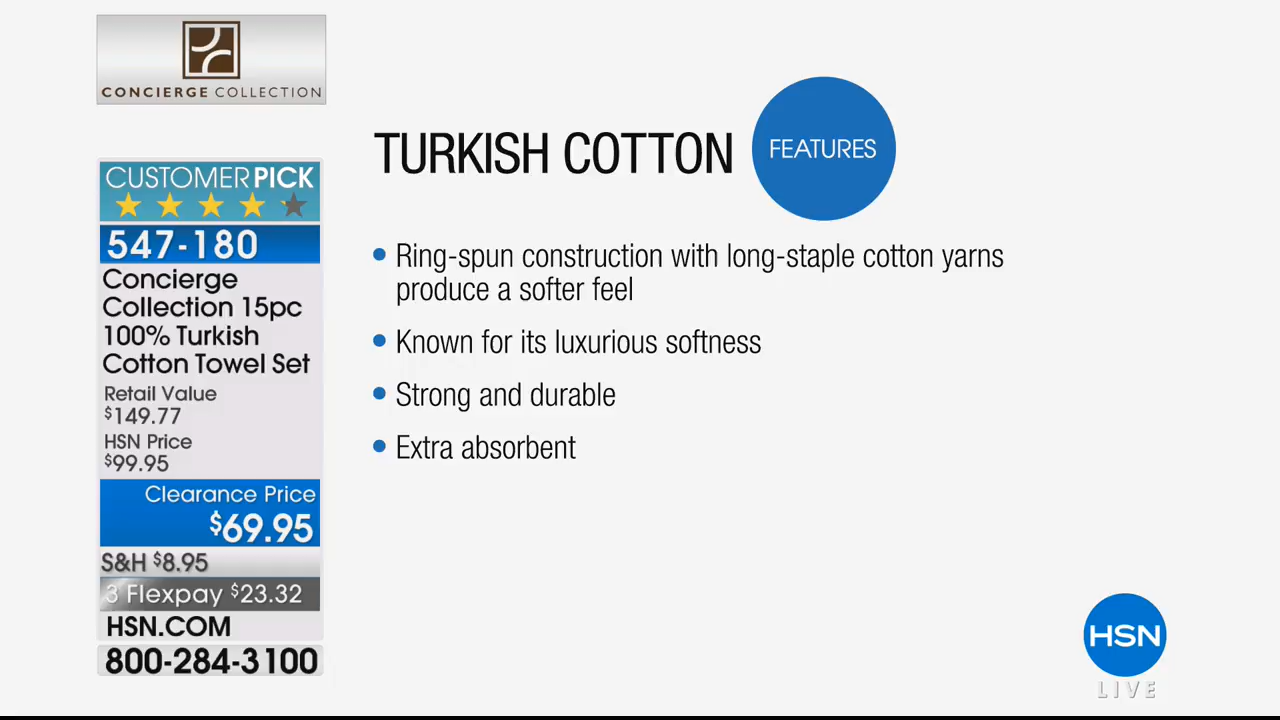 CONCIERGE COLLECTION
TURKISH COTTON
FEATURES
CUSTOMERPICK
547-180
Concierge
Collection 15pc
100% Turkish
Cotton Towel Set
Retail Value
$149.77
HSN Price
$99.95
Clearance Price
$69.95
S&H $8.95
3 Flexpay $23.32
HSN.COM
800-284-3100
• Ring-spun construction with long-staple cotton yarns
produce a softer feel
• Known for its luxurious softness
• Strong and durable
• Extra absorbent
HSN
LIVE